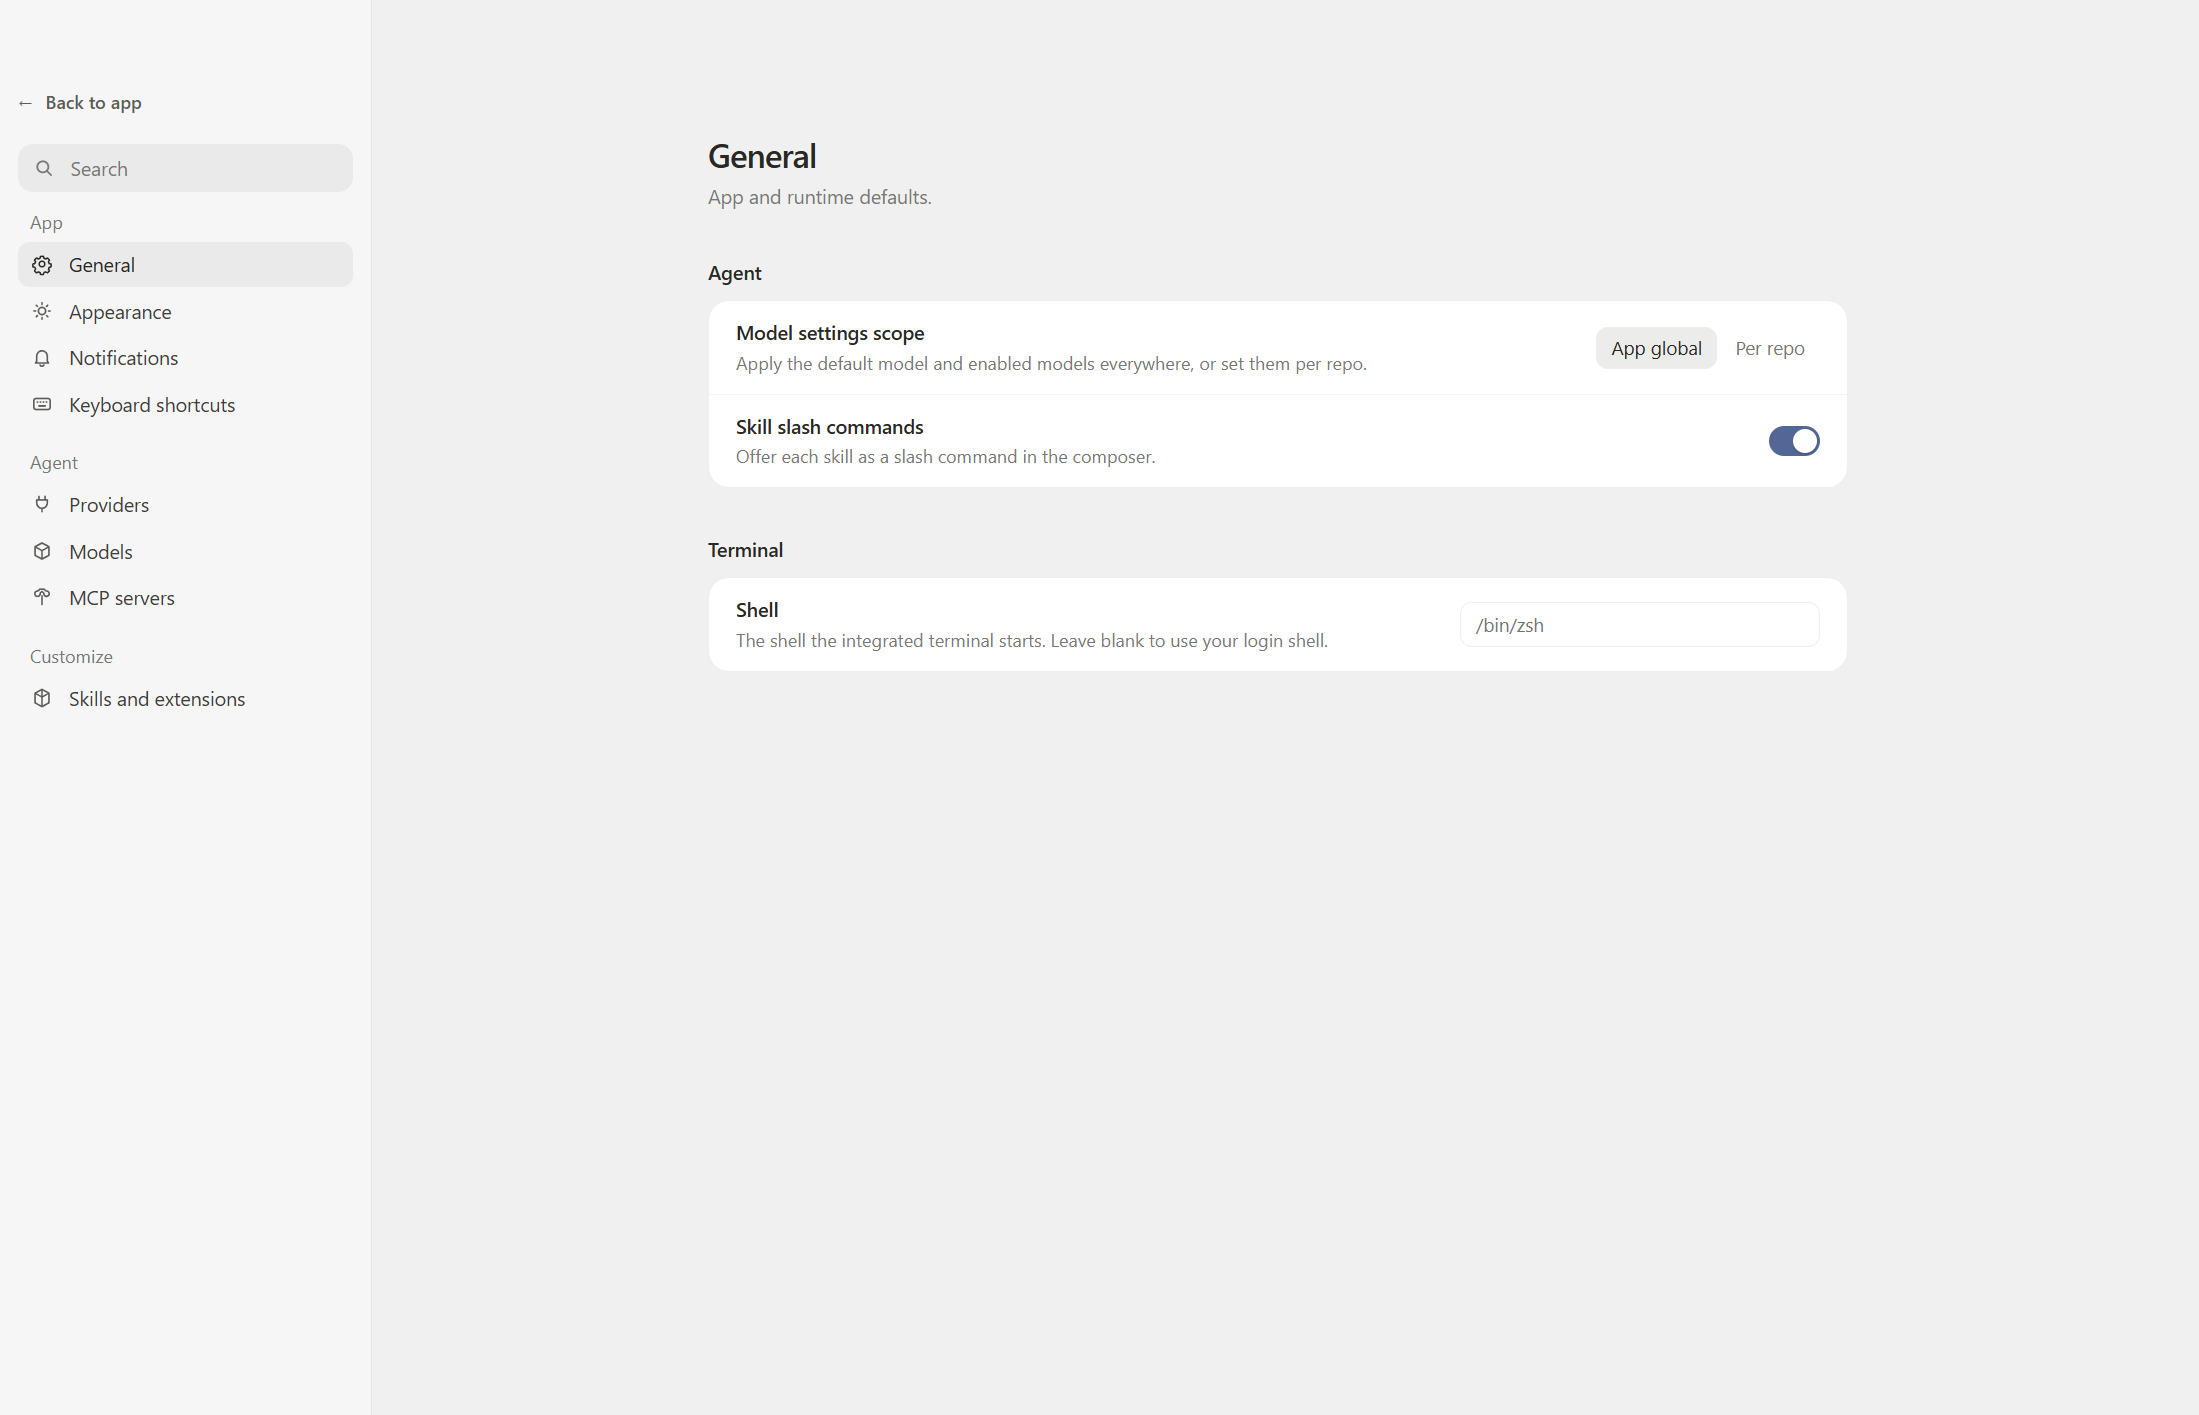 Back to app
Search
App
General
Appearance
Notifications
Keyboard shortcuts
Agent
Providers
Models
MCP servers
Customize
Skills and extensions
General
App and runtime defaults.
Agent
Model settings scope
Apply the default model and enabled models everywhere, or set them per repo.
App global
Per repo
Skill slash commands
Offer each skill as a slash command in the composer.
Terminal
Shell
The shell the integrated terminal starts. Leave blank to use your login shell.
/bin/zsh